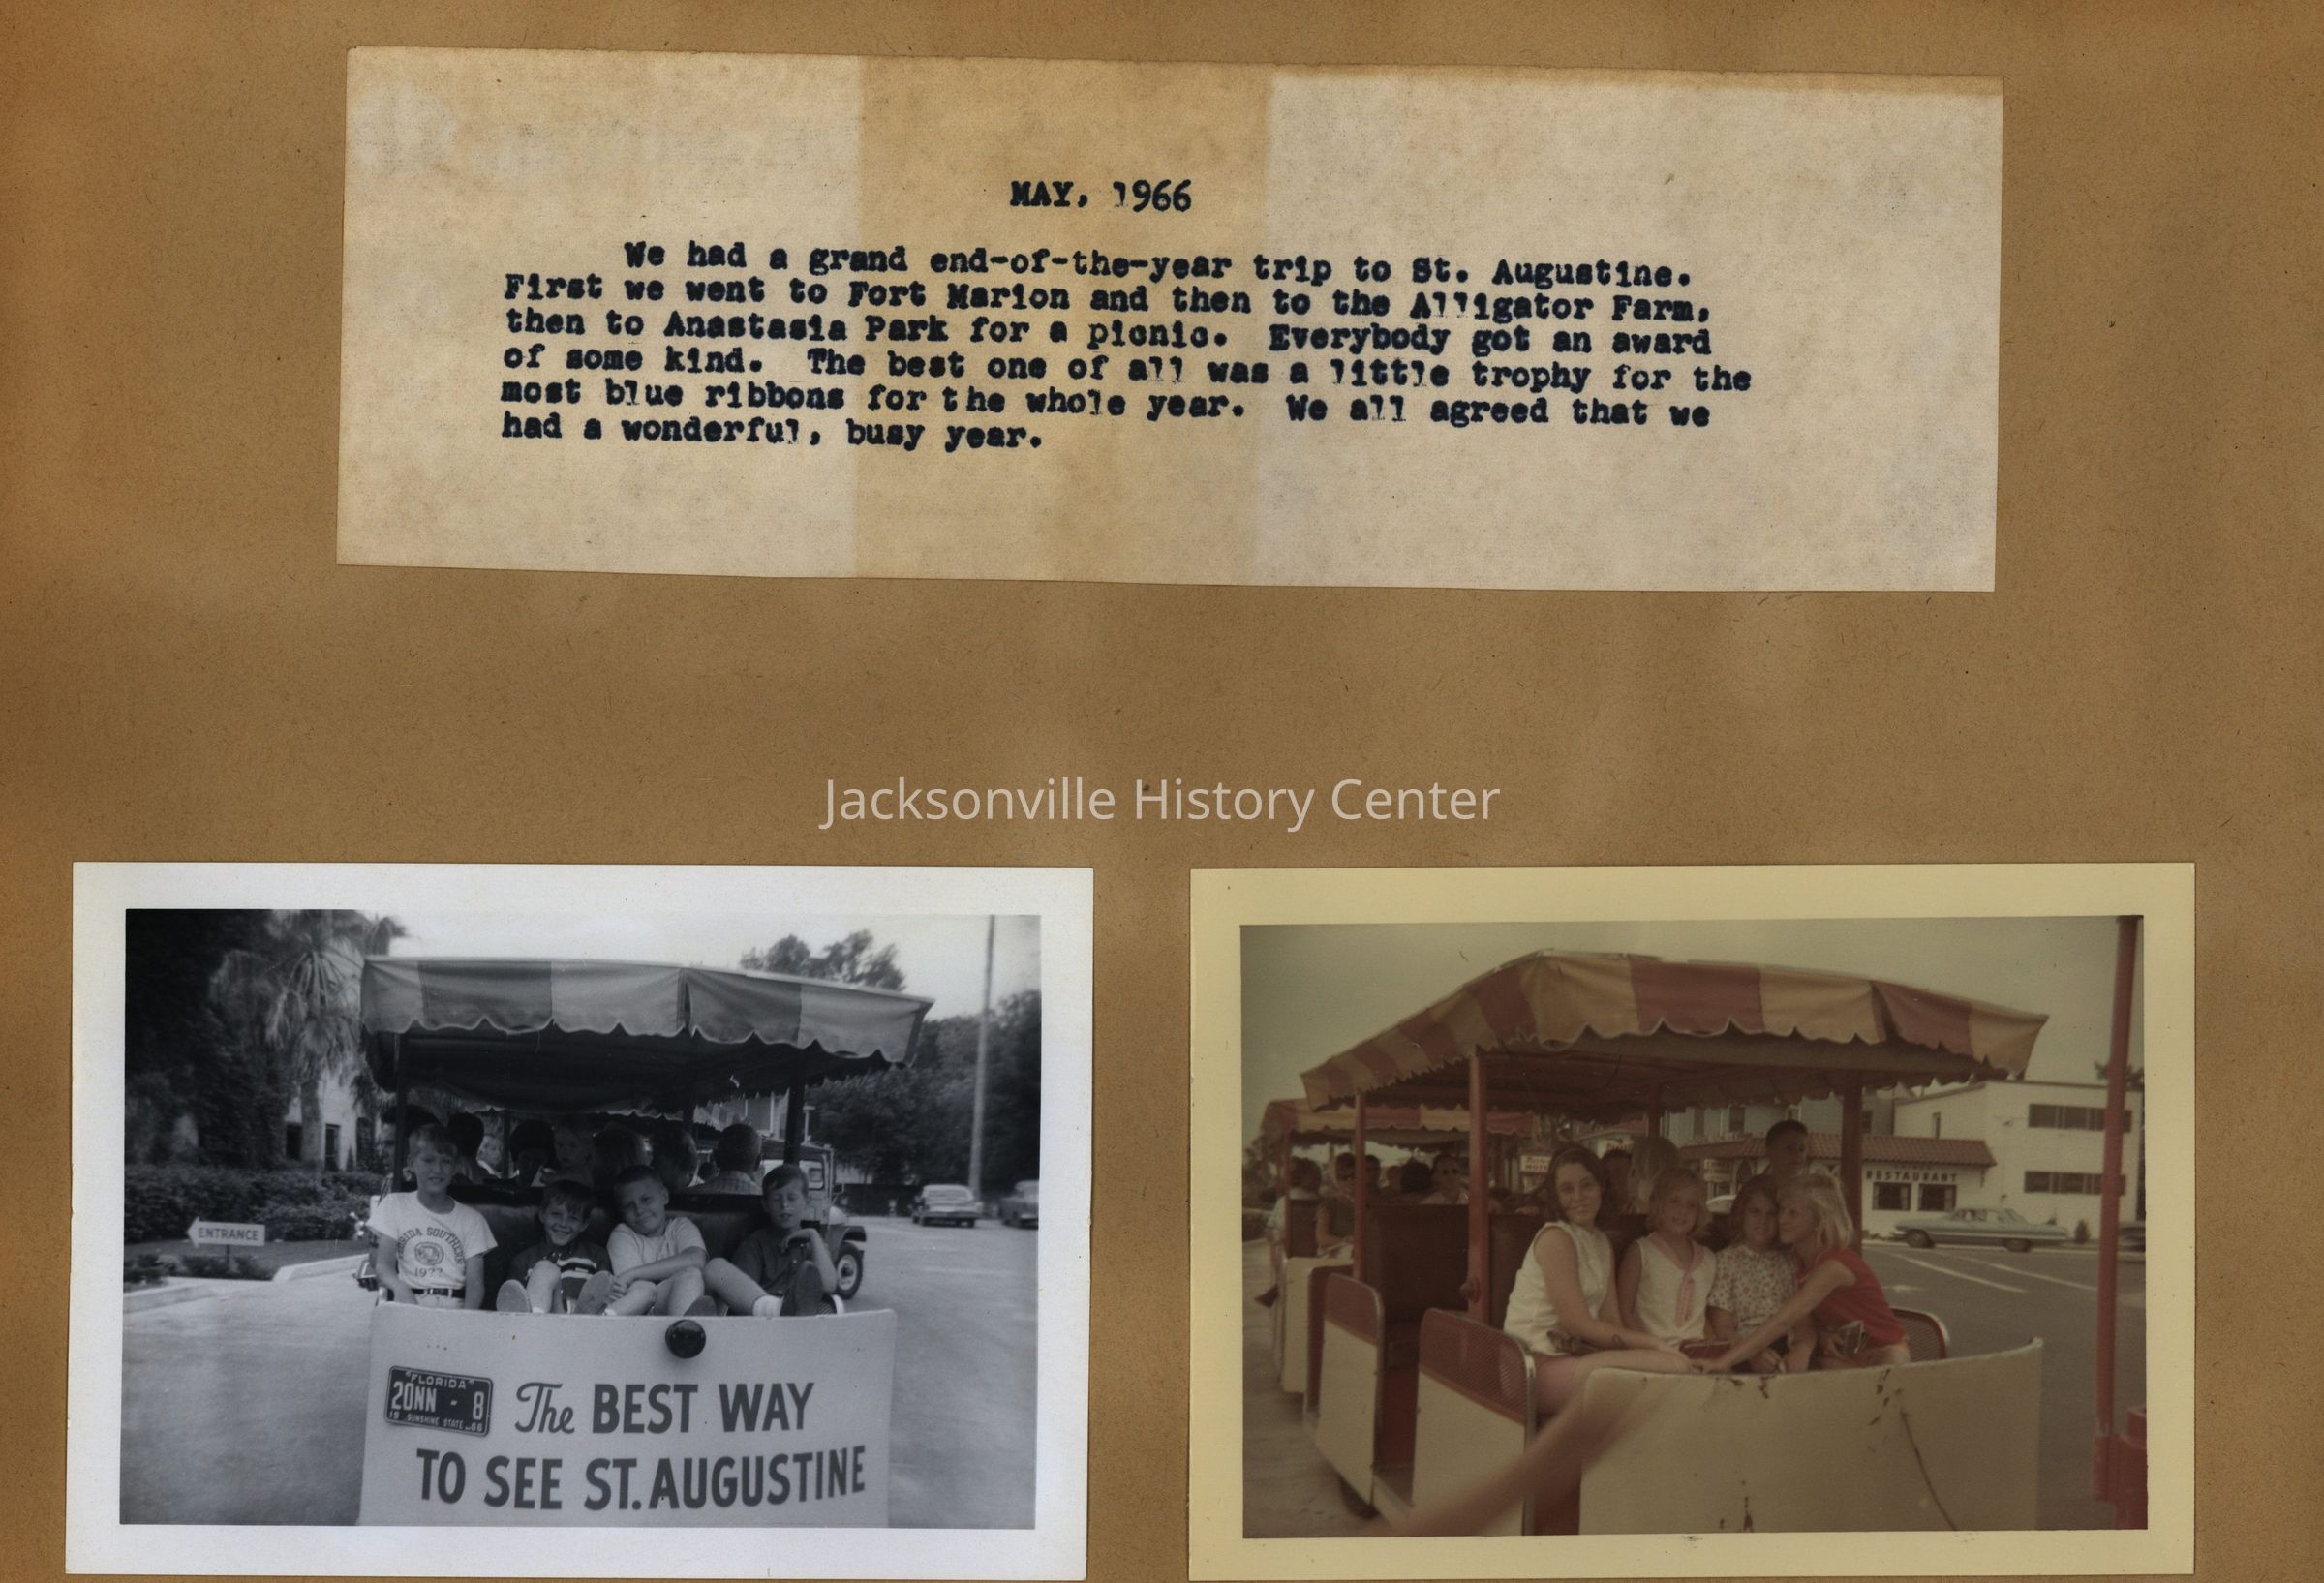 MAY, 1966
We had a grand end-of-the-year trip to St. Augustine.
First we went to Fort Marion and then to the Alligator Farm,
then to Anastasia Park for a picnic. Everybody got an award
of some kind. The best one of all was a little trophy for the
most blue ribbons for the whole year. We all agreed that we
had a wonderful, busy year.
Jacksonville History Center
ENTRANCE
FLORIDA SOUTHERN
FLORIDA
20NN - 8
19 SUNSHINE STATE 66
The BEST WAY
TO SEE ST. AUGUSTINE
RESTAURANT